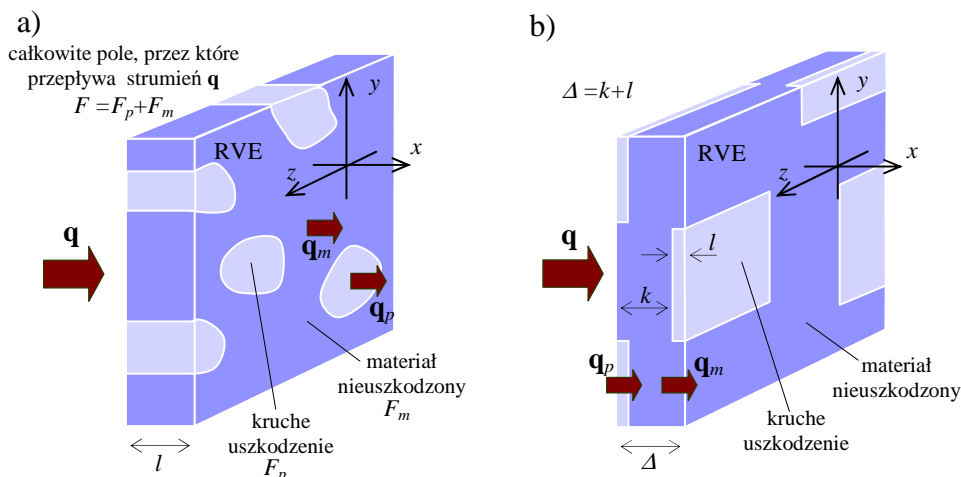 a)
całkowite pole, przez które
przepływa strumień q
F =Fp+Fm
RVE
y
x
z
q
qm
qp
materiał
nieuszkodzony
Fm
kruche
uszkodzenie
Fp
l
b)
Δ =k+l
RVE
y
x
z
q
l
k
qp
qm
materiał
nieuszkodzony
kruche
uszkodzenie
Δ